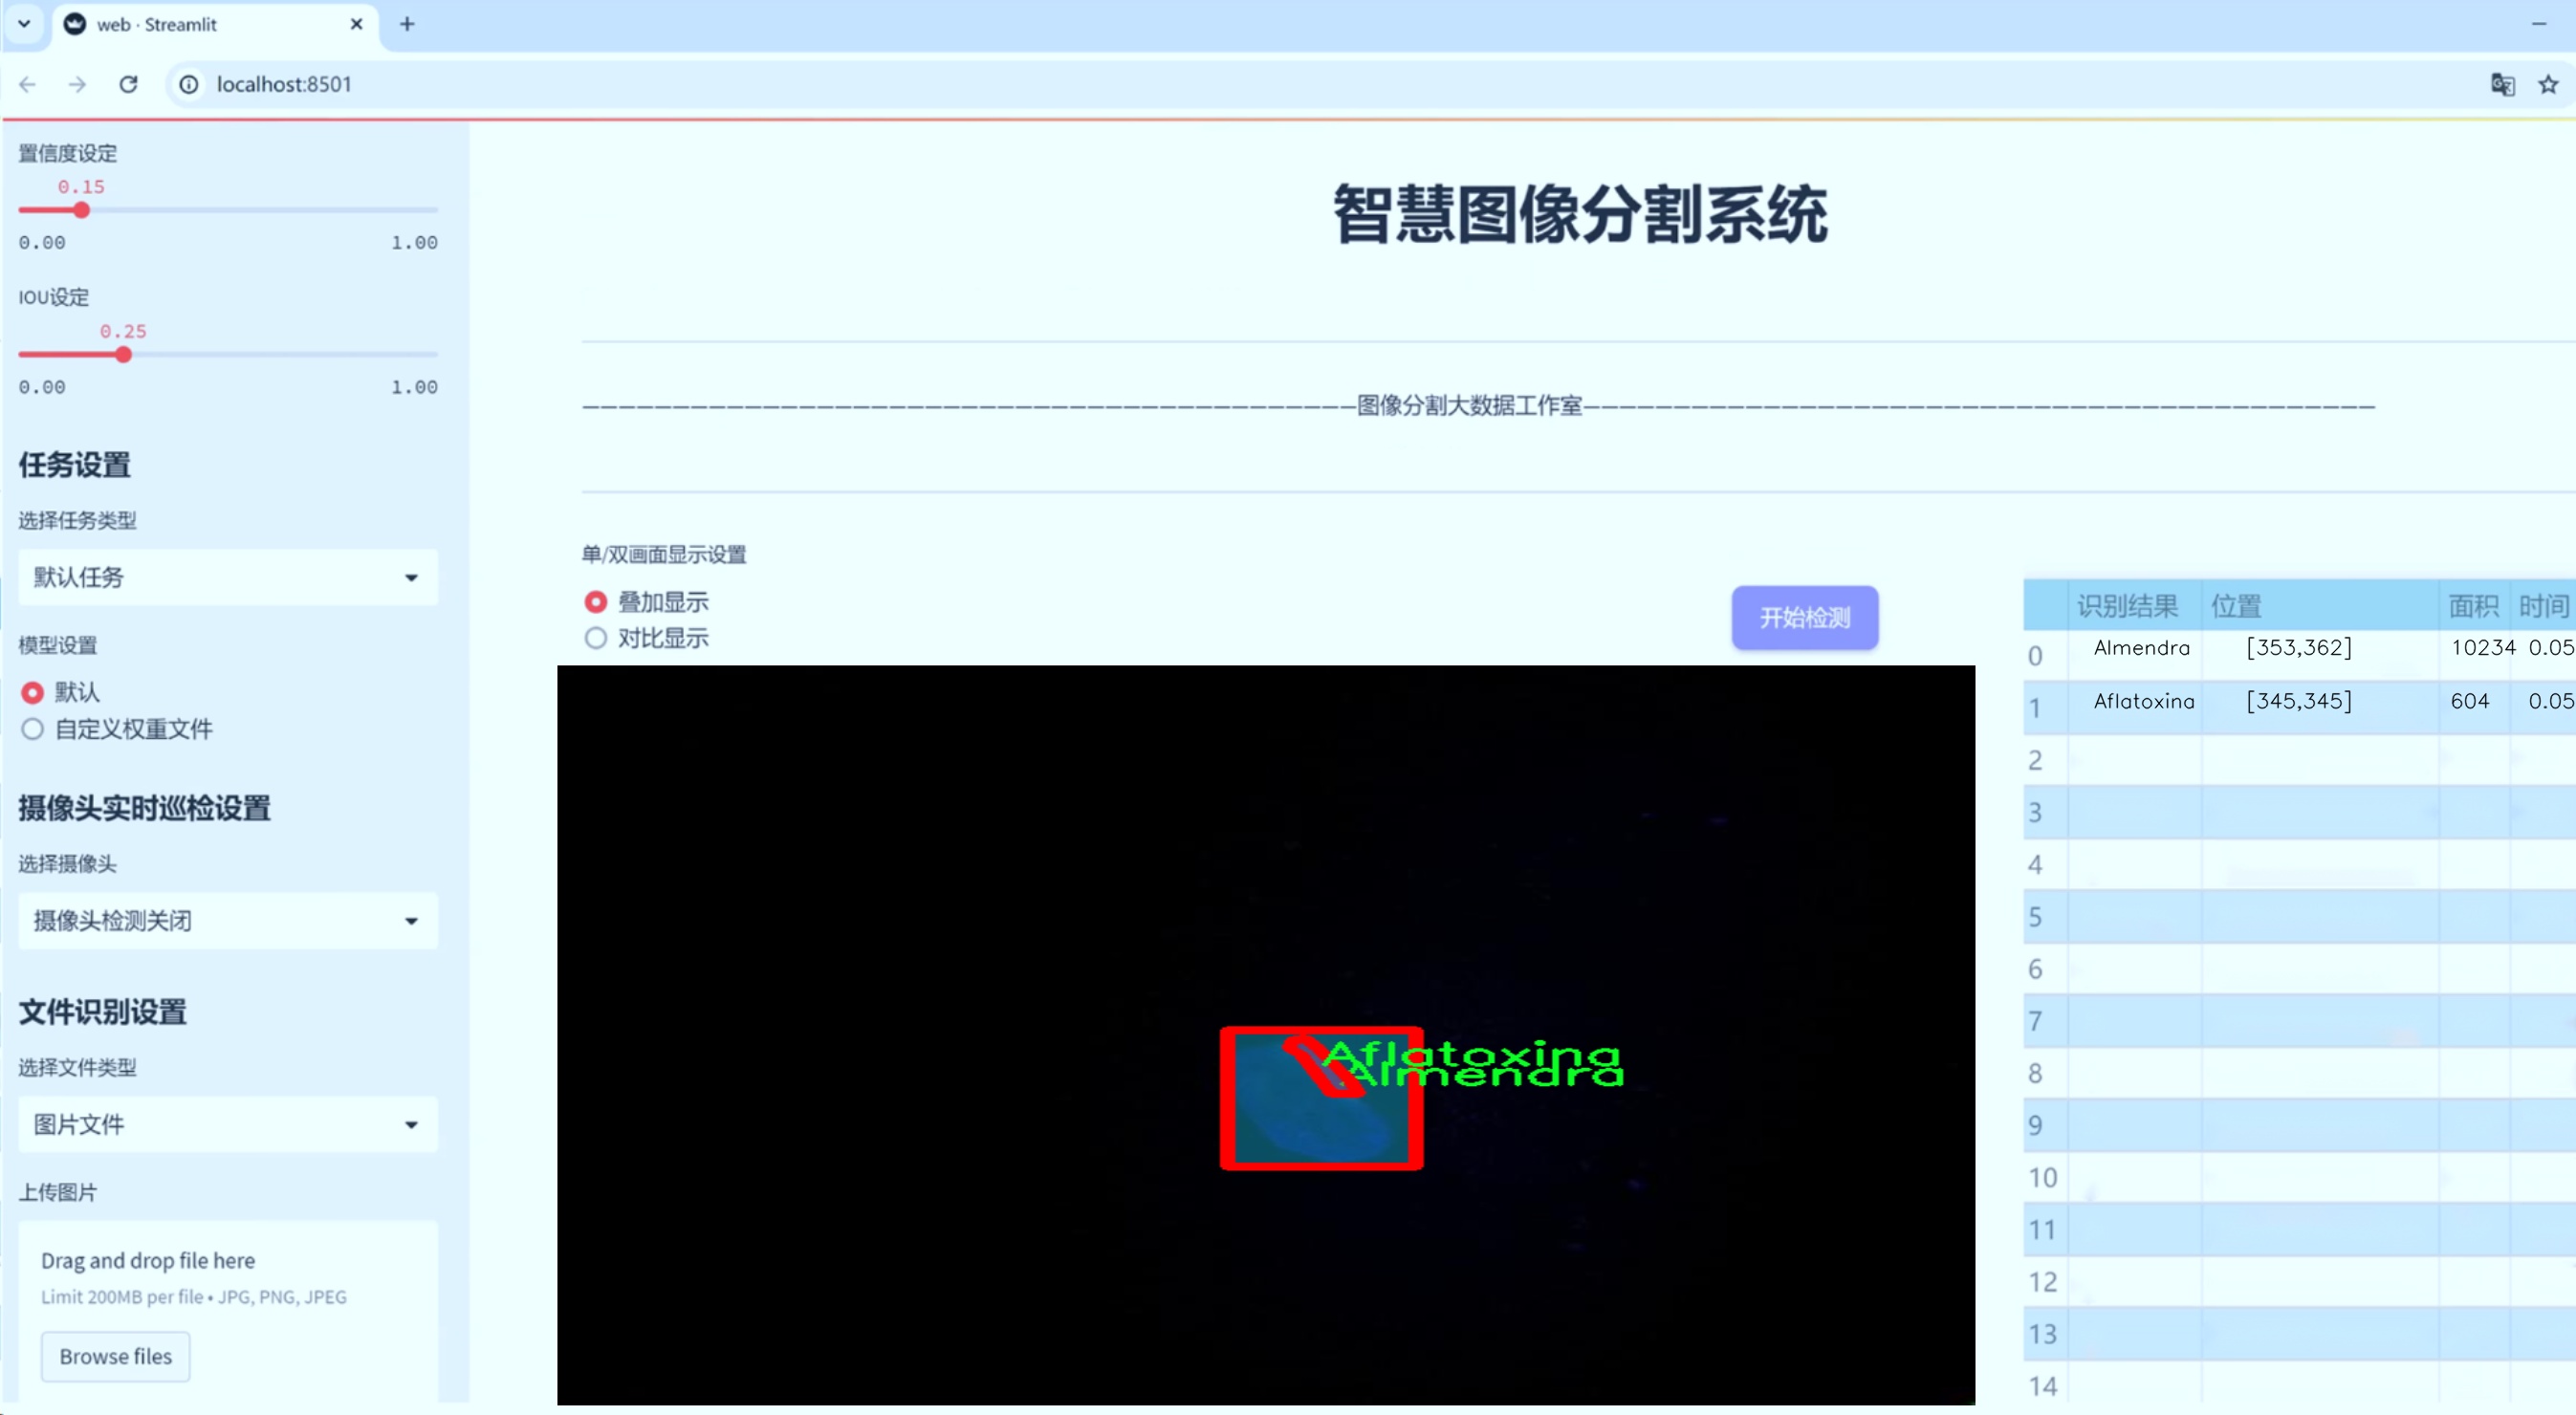 web · Streamlit
localhost:8501
置信度设定
0.15
0.00 1.00
IOU设定
0.25
0.00 1.00
任务设置
选择任务类型
默认任务
模型设置
默认
自定义权重文件
摄像头实时巡检设置
选择摄像头
摄像头检测关闭
文件识别设置
选择文件类型
图片文件
上传图片
Drag and drop file here
Limit 200MB per file • JPG, PNG, JPEG
Browse files
智慧图像分割系统
图像分割大数据工作室
单/双画面显示设置
叠加显示
对比显示
开始检测
Aflatoxina
Almendra
识别结果 位置 面积 时间
0 Almendra [353,362] 10234 0.05
1 Aflatoxina [345,345] 604 0.05
2
3
4
5
6
7
8
9
10
11
12
13
14